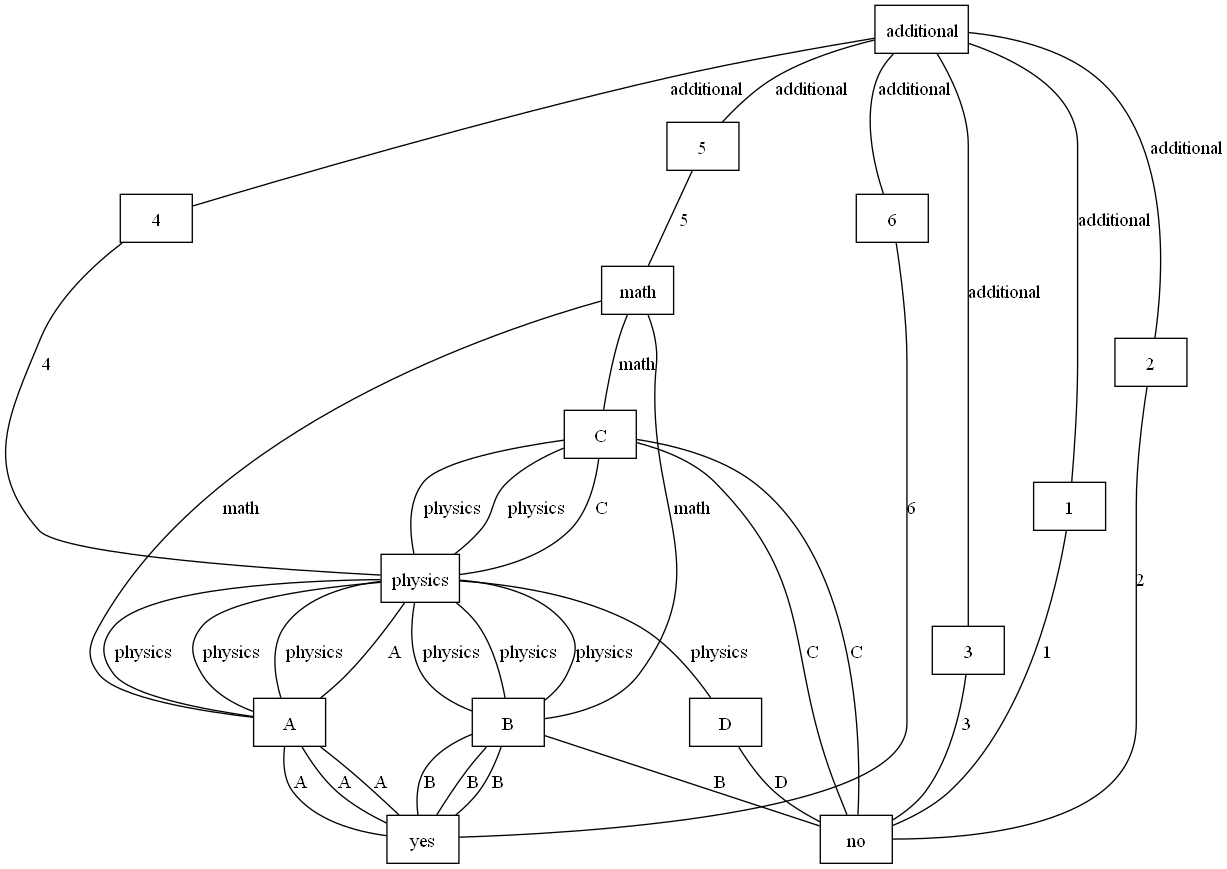 additional
additional additional additional
5
additional
4
6
additional
5
math
additional
4
math
2
C
math
physics
physics
C
math
6
1
physics
2
physics
physics
physics
A
physics
physics
physics
physics
C
C
3
1
A
B
D
3
A
A
A
B
B
B
B
D
yes
no